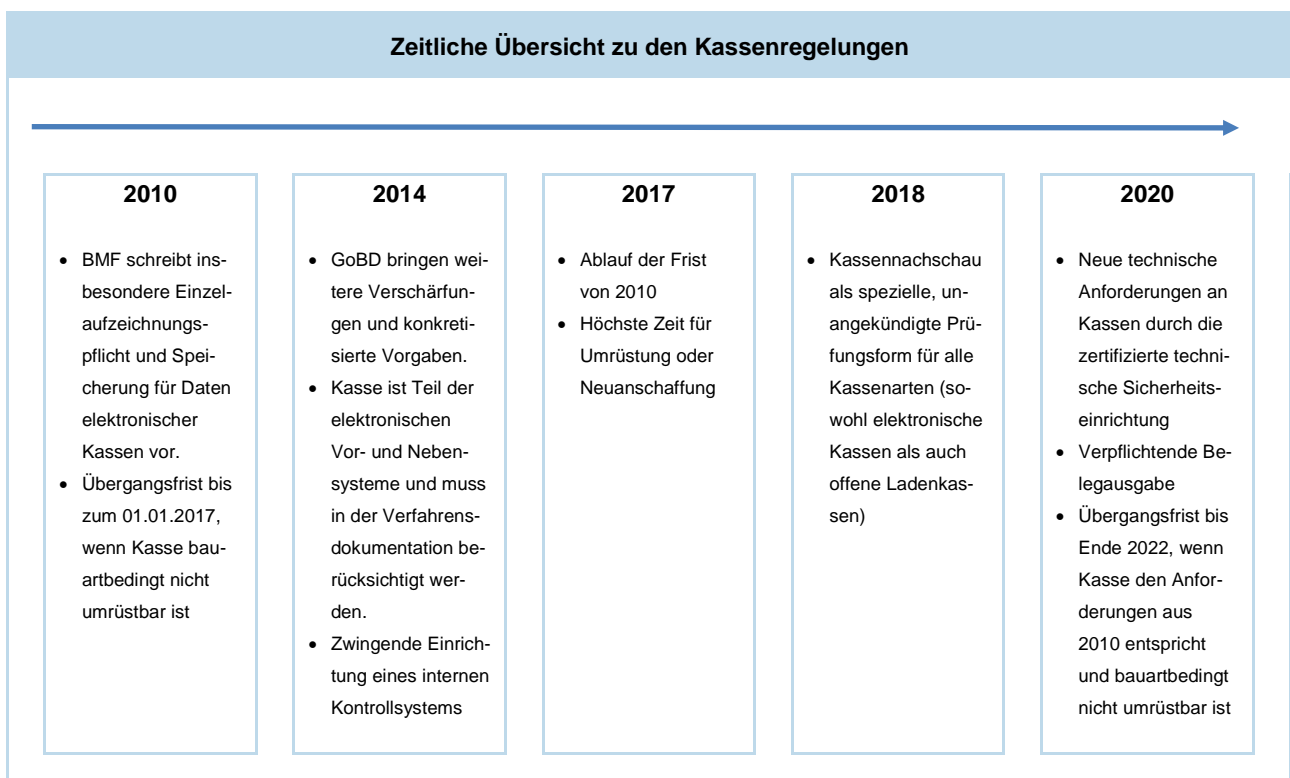 Zeitliche Übersicht zu den Kassenregelungen
2010
• BMF schreibt ins-
besondere Einzel-
aufzeichnungs-
pflicht und Spei-
cherung für Daten
elektronischer
Kassen vor.
• Übergangsfrist bis
zum 01.01.2017,
wenn Kasse bau-
artbedingt nicht
umrüstbar ist
2014
• GoBD bringen wei-
tere Verschärfun-
gen und konkreti-
sierte Vorgaben.
• Kasse ist Teil der
elektronischen
Vor- und Neben-
systeme und muss
in der Verfahrens-
dokumentation be-
rücksichtigt wer-
den.
• Zwingende Einrich-
tung eines internen
Kontrollsystems
2017
• Ablauf der Frist
von 2010
• Höchste Zeit für
Umrüstung oder
Neuanschaffung
2018
• Kassennachschau
als spezielle, un-
angekündigte Prü-
fungsform für alle
Kassenarten (so-
wohl elektronische
Kassen als auch
offene Ladenkas-
sen)
2020
• Neue technische
Anforderungen an
Kassen durch die
zertifizierte techni-
sche Sicherheits-
einrichtung
• Verpflichtende Be-
legausgabe
• Übergangsfrist bis
Ende 2022, wenn
Kasse den Anfor-
derungen aus
2010 entspricht
und bauartbedingt
nicht umrüstbar ist